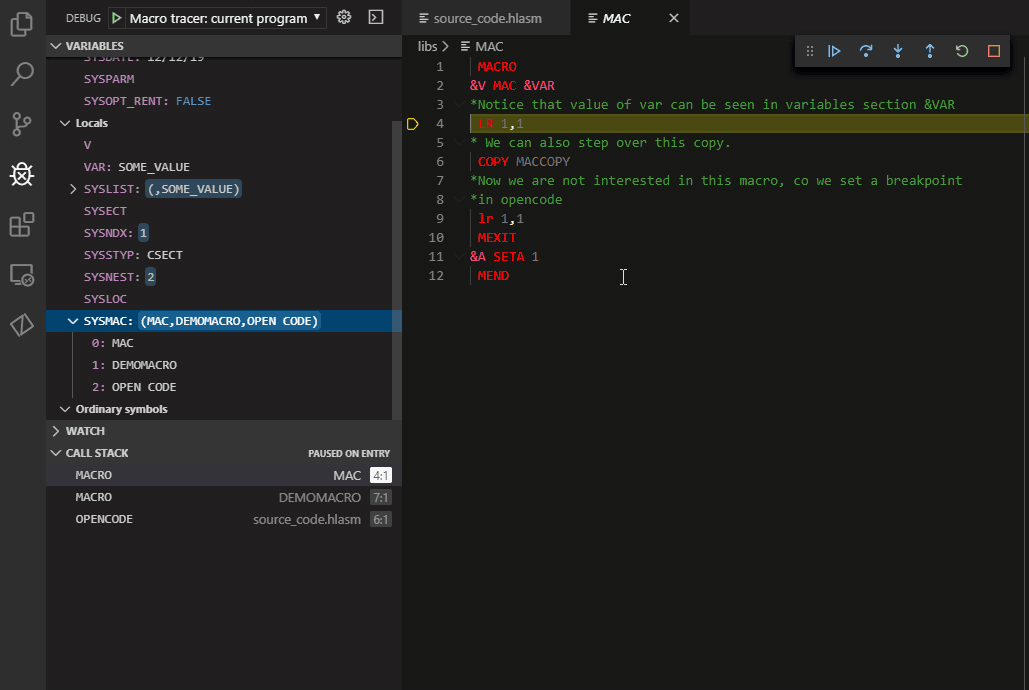 DEBUG Macro tracer: current program
VARIABLES
SYSDATE: 12/12/19
SYSPARM
SYSOPT_RENT: FALSE
Locals
V
VAR: SOME_VALUE
SYSLIST: (,SOME_VALUE)
SYSECT
SYSNDX: 1
SYSSTYP: CSECT
SYSNEST: 2
SYSLOC
SYSMAC: (MAC,DEMOMACRO,OPEN CODE)
0: MAC
1: DEMOMACRO
2: OPEN CODE
Ordinary symbols
WATCH
CALL STACK PAUSED ON ENTRY
MACRO MAC 4:1
MACRO DEMOMACRO 7:1
OPENCODE source_code.hlasm 6:1
source_code.hlasm MAC
libs > MAC
1 MACRO
2 &V MAC &VAR
3 *Notice that value of var can be seen in variables section &VAR
4 LR 1,1
5 * We can also step over this copy.
6 COPY MACCOPY
7 *Now we are not interested in this macro, co we set a breakpoint
8 *in opencode
9 lr 1,1
10 MEXIT
11 &A SETA 1
12 MEND